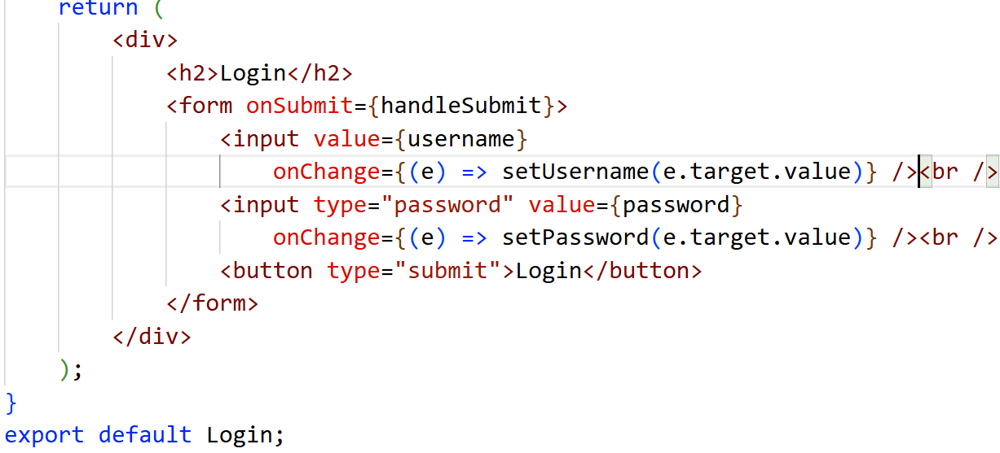 return (
<div>
<h2>Login</h2>
<form onSubmit={handleSubmit}>
<input value={username}
onChange={(e) => setUsername(e.target.value)} /><br />
<input type="password" value={password}
onChange={(e) => setPassword(e.target.value)} /><br />
<button type="submit">Login</button>
</form>
</div>
);
}
export default Login;